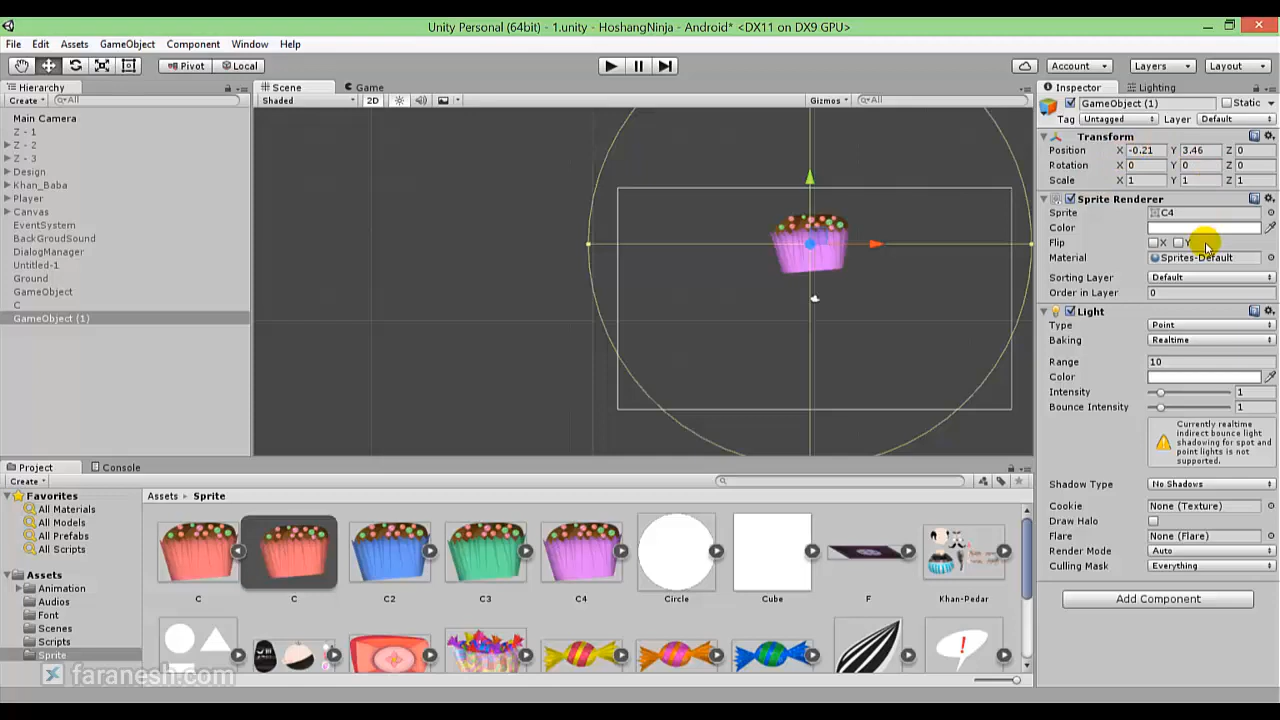 Unity Personal (64bit) - 1.unity - HoshangNinja - Android* <DX11 on DX9 GPU>
File Edit Assets GameObject Component Window Help
Pivot Local Account Layers Layout
Hierarchy
Create All
Main Camera
Z - 1
Z - 2
Z - 3
Design
Khan_Baba
Player
Canvas
EventSystem
BackGroudSound
DialogManager
Untitled-1
Ground
GameObject
C
GameObject (1)
Scene Game
Shaded 2D Gizmos All
Inspector Lighting
GameObject (1) Static
Tag Untagged Layer Default
Transform
Position X -0.21 Y 3.46 Z 0
Rotation X 0 Y 0 Z 0
Scale X 1 Y 1 Z 1
Sprite Renderer
Sprite C4
Color
Flip X Y
Material Sprites-Default
Sorting Layer Default
Order in Layer 0
Light
Type Point
Baking Realtime
Range 10
Color
Intensity 1
Bounce Intensity 1
Currently realtime
indirect bounce light
shadowing for spot and
point lights is not
supported.
Shadow Type No Shadows
Cookie None (Texture)
Draw Halo
Flare None (Flare)
Render Mode Auto
Culling Mask Everything
Add Component
Project Console
Create
Favorites
All Materials
All Models
All Prefabs
All Scripts
Assets
Animation
Audios
Font
Scenes
Scripts
Sprite
Assets Sprite
C C C2 C3 C4 Circle Cube F Khan-Pedar
faranesh.com